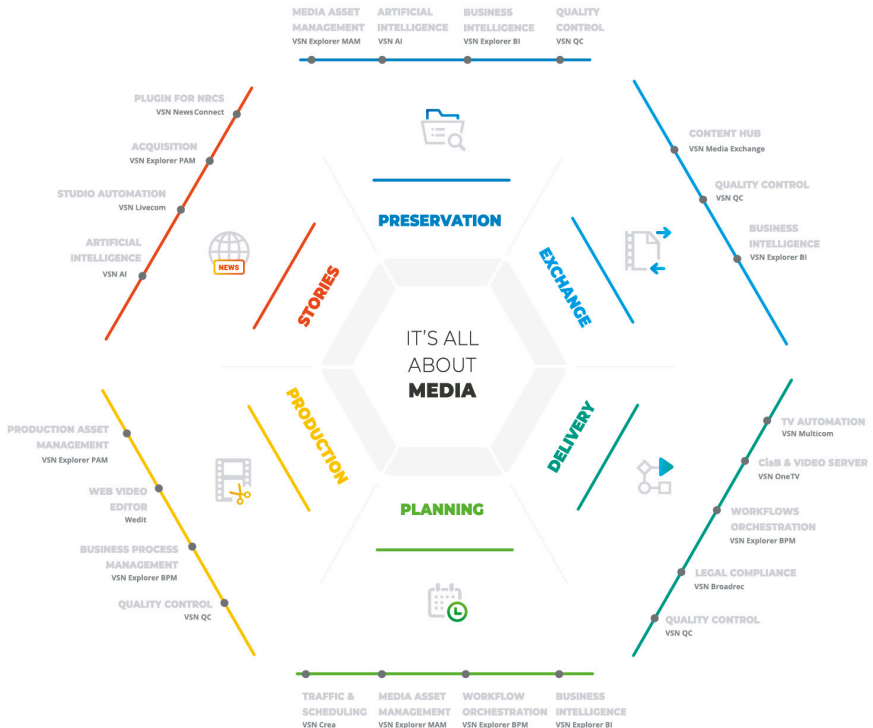 MEDIA ASSET
MANAGEMENT
VSN Explorer MAM
ARTIFICIAL
INTELLIGENCE
VSN AI
BUSINESS
INTELLIGENCE
VSN Explorer BI
QUALITY
CONTROL
VSN QC
PLUGIN FOR NRCS
VSN NewsConnect
ACQUISITION
VSN Explorer PAM
STUDIO AUTOMATION
VSN Livecom
ARTIFICIAL
INTELLIGENCE
VSN AI
NEWS
STORIES
PRESERVATION
EXCHANGE
CONTENT HUB
VSN Media Exchange
QUALITY CONTROL
VSN QC
BUSINESS
INTELLIGENCE
VSN Explorer BI
IT'S ALL
ABOUT
MEDIA
PRODUCTION
PRODUCTION ASSET
MANAGEMENT
VSN Explorer PAM
WEB VIDEO
EDITOR
Wedit
BUSINESS PROCESS
MANAGEMENT
VSN Explorer BPM
QUALITY CONTROL
VSN QC
PLANNING
DELIVERY
TV AUTOMATION
VSN Multicom
CiaB & VIDEO SERVER
VSN OneTV
WORKFLOWS
ORCHESTRATION
VSN Explorer BPM
LEGAL COMPLIANCE
VSN Broadrec
QUALITY CONTROL
VSN QC
TRAFFIC &
SCHEDULING
VSN Crea
MEDIA ASSET
MANAGEMENT
VSN Explorer MAM
WORKFLOW
ORCHESTRATION
VSN Explorer BPM
BUSINESS
INTELLIGENCE
VSN Explorer BI